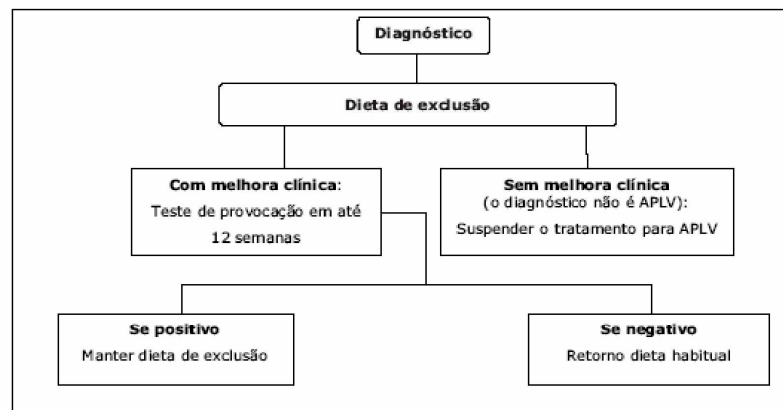 Diagnóstico
Dieta de exclusão
Com melhora clínica:
Teste de provocação em até
12 semanas
Sem melhora clínica
(o diagnóstico não é APLV):
Suspender o tratamento para APLV
Se positivo
Manter dieta de exclusão
Se negativo
Retorno dieta habitual